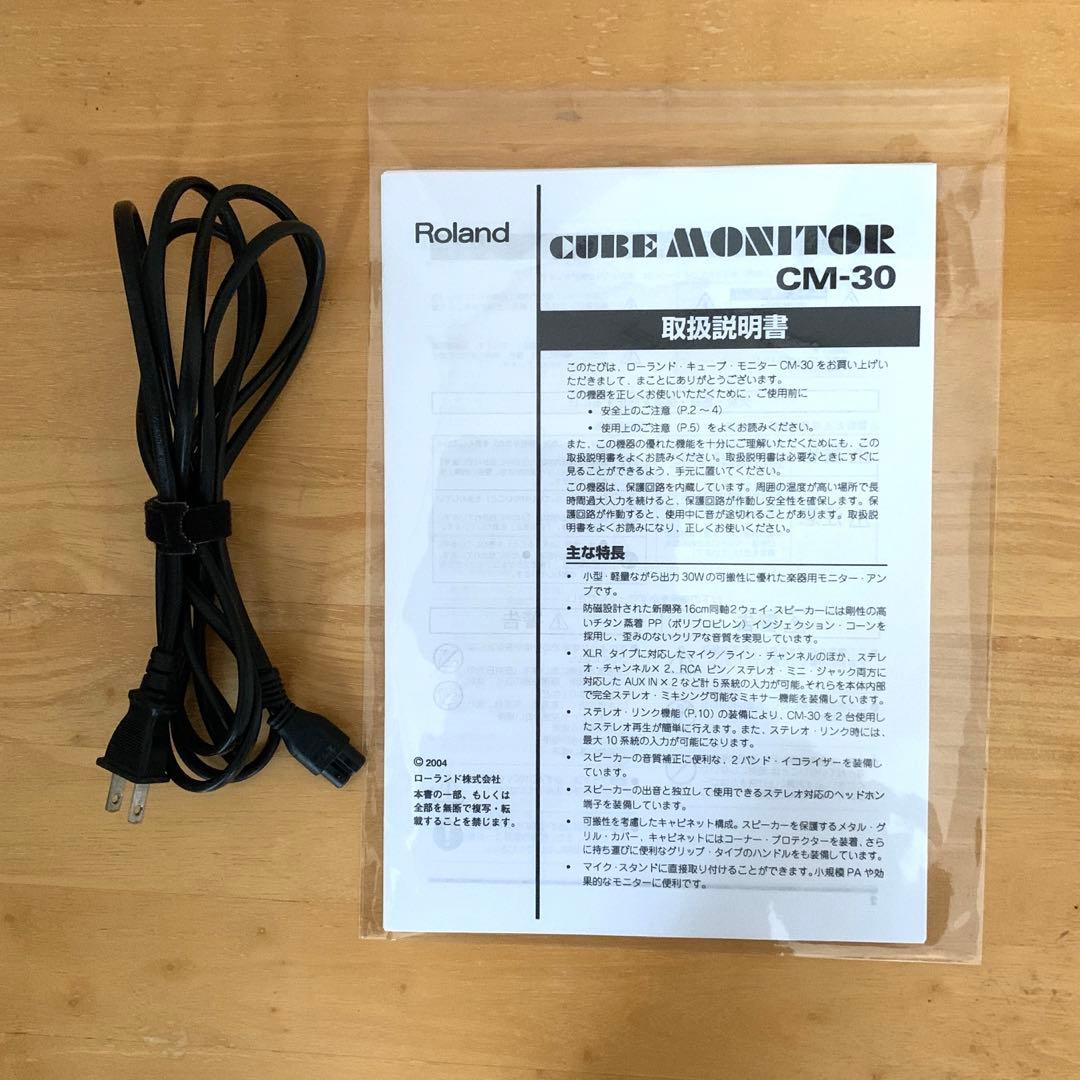 Roland
CUBE MONITOR
CM-30
取扱説明書
このたびは、ローランド・キューブ・モニターCM-30 をお買い上げい
ただきまして、まことにありがとうございます。
この機器を正しくお使いいただくために、ご使用前に
• 安全上のご注意（P.2 〜 4）
• 使用上のご注意（P.5）をよくお読みください。
また、この機器の優れた機能を十分にご理解いただくためにも、この
取扱説明書をよくお読みください。取扱説明書は必要なときにすぐに
見ることができるよう、手元に置いてください。
この機器は、保護回路を内蔵しています。周囲の温度が高い場所で長
時間過大入力を続けると、保護回路が作動し安全性を確保します。保
護回路が作動すると、使用中に音が途切れることがあります。取扱説
明書をよくお読みになり、正しくお使いください。
主な特長
• 小型・軽量ながら出力 30W の可搬性に優れた楽器用モニター・アン
プです。
• 防磁設計された新開発 16cm同軸２ウェイ・スピーカーには剛性の高
いチタン蒸着 PP（ポリプロピレン）インジェクション・コーンを
採用し、歪みのないクリアな音質を実現しています。
• XLR タイプに対応したマイク／ライン・チャンネルのほか、ステレ
オ・チャンネル× 2、RCA ピン／ステレオ・ミニ・ジャック両方に
対応した AUX IN × 2 など計 5 系統の入力が可能。それらを本体内部
で完全ステレオ・ミキシング可能なミキサー機能を装備しています。
• ステレオ・リンク機能（P.10）の装備により、CM-30 を 2 台使用し
たステレオ再生が簡単に行えます。また、ステレオ・リンク時には、
最大 10 系統の入力が可能になります。
• スピーカーの音質補正に便利な、2 バンド・イコライザーを装備し
ています。
• スピーカーの出音と独立して使用できるステレオ対応のヘッドホン
端子を装備しています。
• 可搬性を考慮したキャビネット構成。スピーカーを保護するメタル・グ
リル・カバー、キャビネットにはコーナー・プロテクターを装着、さら
に持ち運びに便利なグリップ・タイプのハンドルをも装備しています。
• マイク・スタンドに直接取り付けることができます。小規模 PA や効
果的なモニターに便利です。
© 2004
ローランド株式会社
本書の一部、もしくは
全部を無断で複写・転
載することを禁じます。